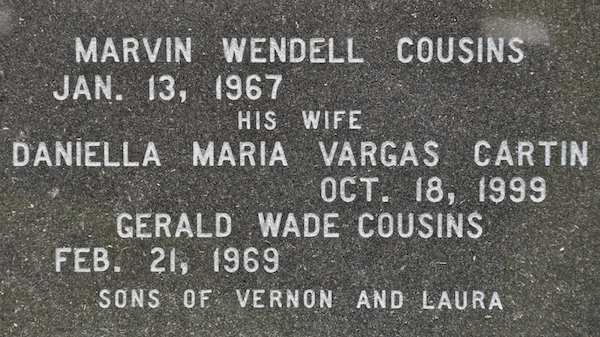 MARVIN WENDELL COUSINS
JAN. 13, 1967
HIS WIFE
DANIELLA MARIA VARGAS CARTIN
OCT. 18, 1999
GERALD WADE COUSINS
FEB. 21, 1969
SONS OF VERNON AND LAURA